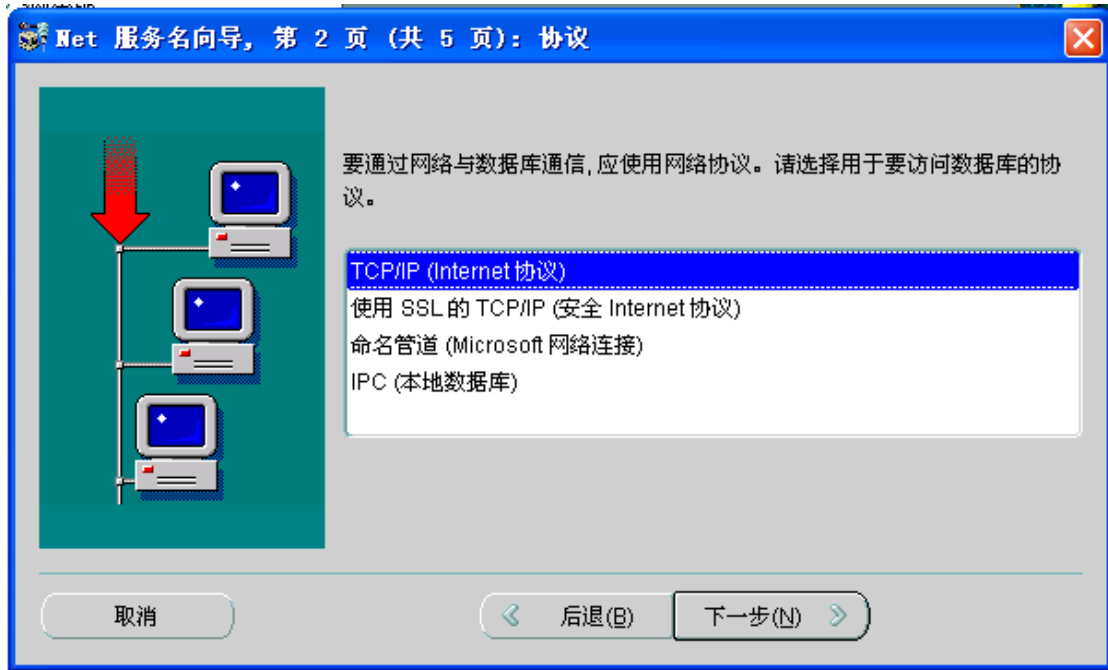 Net 服务名向导, 第 2 页 (共 5 页): 协议
要通过网络与数据库通信,应使用网络协议。请选择用于要访问数据库的协
议。
TCP/IP (Internet 协议)
使用 SSL 的 TCP/IP (安全 Internet 协议)
命名管道 (Microsoft 网络连接)
IPC (本地数据库)
取消
后退(B)
下一步(N)